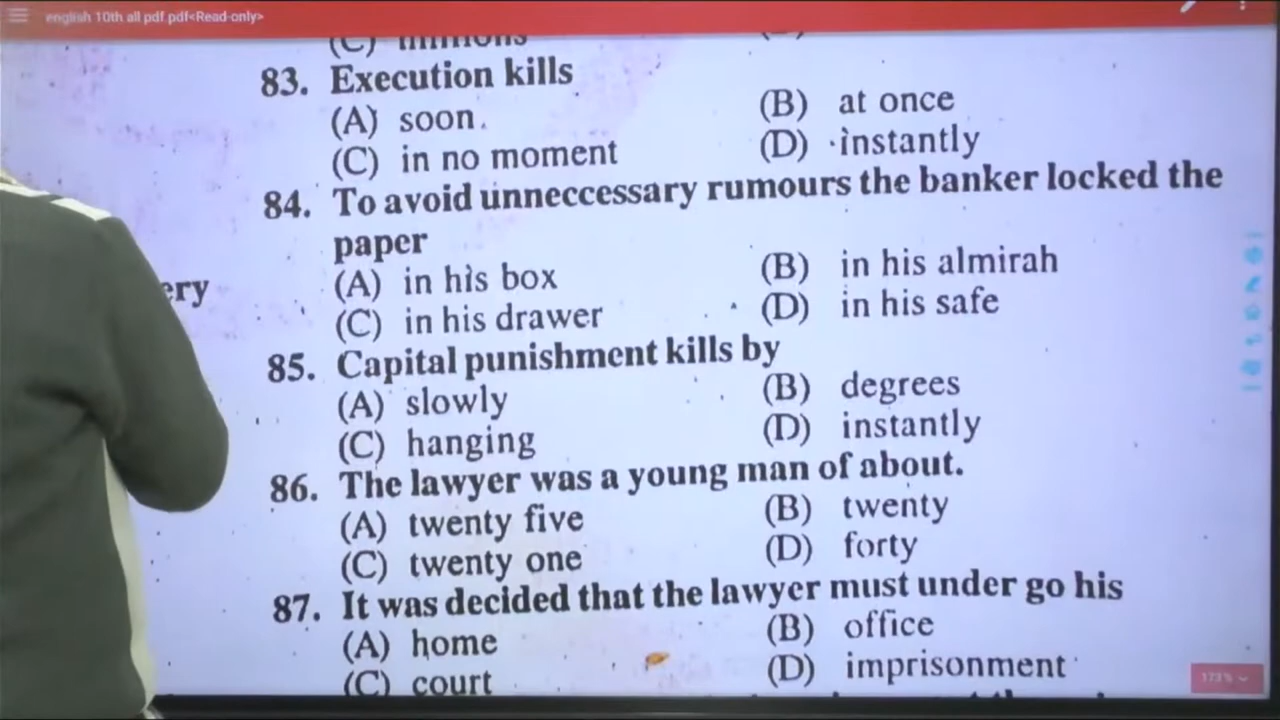 english 10th all pdf.pdf<Read-only>
(C) millions
83. Execution kills
(A) soon.
(B) at once
(C) in no moment
(D) instantly
84. To avoid unneccessary rumours the banker locked the
paper
ery
(A) in his box
(B) in his almirah
(C) in his drawer
(D) in his safe
85. Capital punishment kills by
(A) slowly
(B) degrees
(C) hanging
(D) instantly
86. The lawyer was a young man of about.
(A) twenty five
(B) twenty
(C) twenty one
(D) forty
87. It was decided that the lawyer must under go his
(A) home
(B) office
(C) court
(D) imprisonment
173%